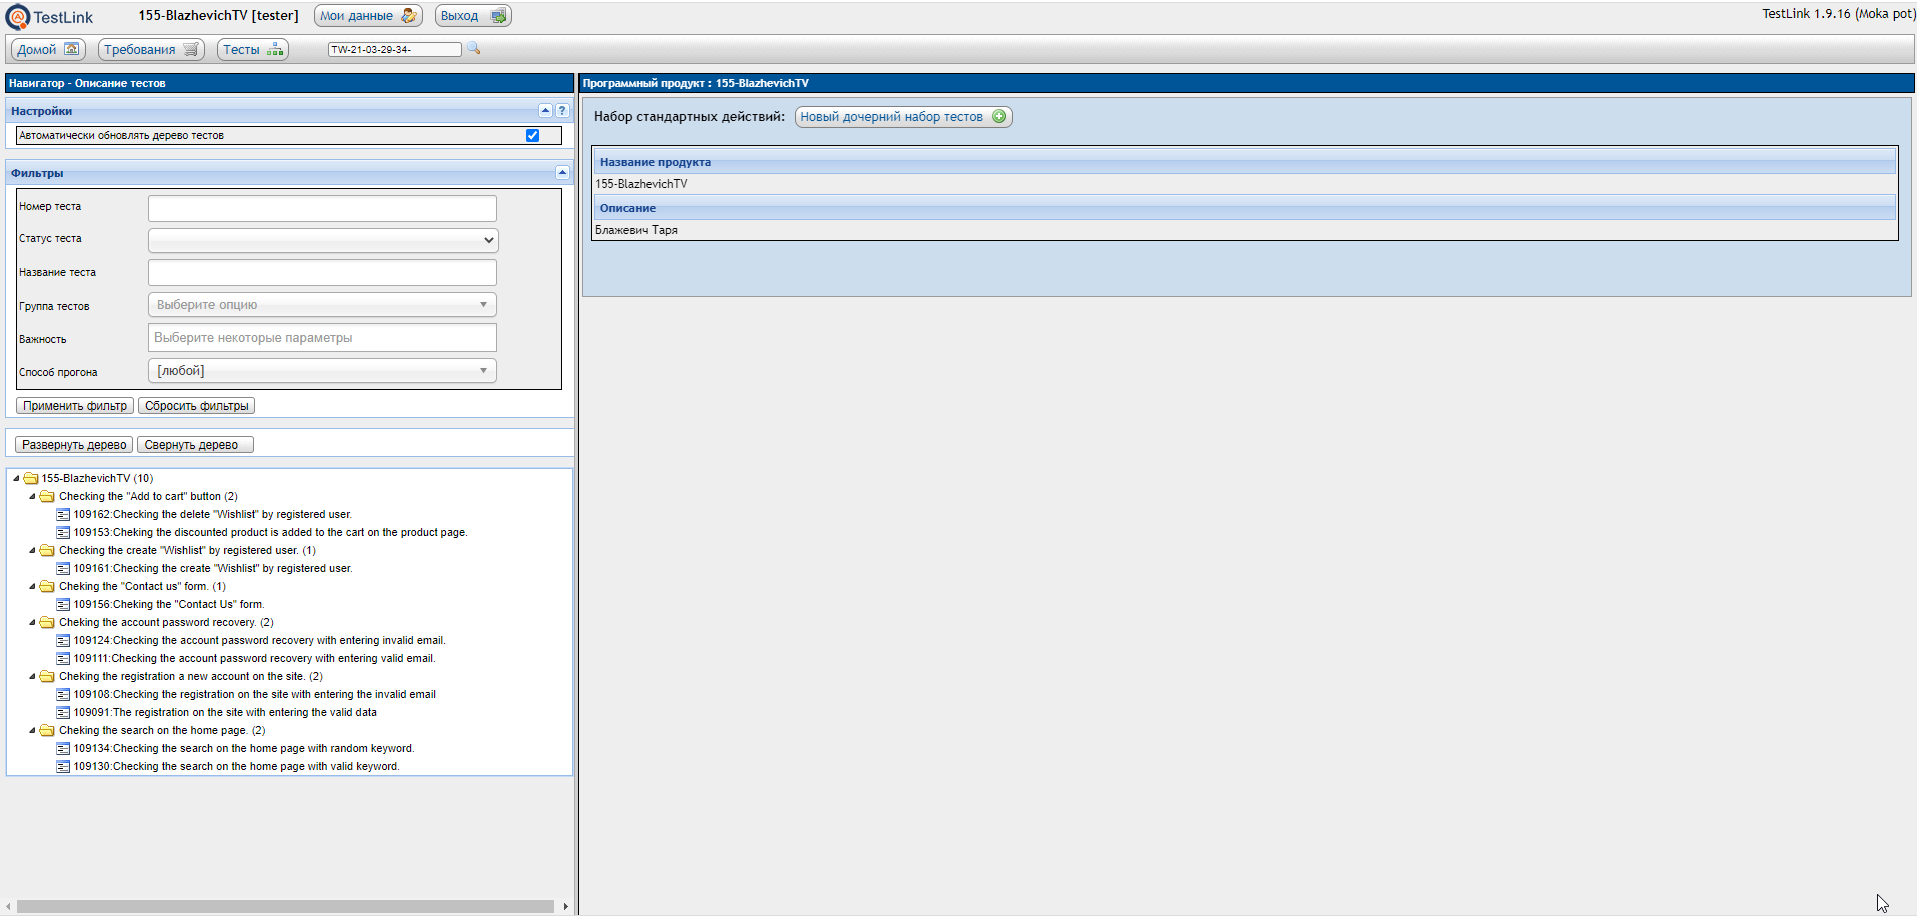 TestLink 155-BlazhevichTV [tester] Мои данные Выход TestLink 1.9.16 (Moka pot)
Домой Требования Тесты TW-21-03-29-34-
Навигатор - Описание тестов
Настройки ?
Автоматически обновлять дерево тестов
Фильтры
Номер теста
Статус теста
Название теста
Группа тестов Выберите опцию
Важность Выберите некоторые параметры
Способ прогона [любой]
Применить фильтр Сбросить фильтры
Развернуть дерево Свернуть дерево
155-BlazhevichTV (10)
Checking the "Add to cart" button (2)
109162:Checking the delete "Wishlist" by registered user.
109153:Cheking the discounted product is added to the cart on the product page.
Checking the create "Wishlist" by registered user. (1)
109161:Checking the create "Wishlist" by registered user.
Cheking the "Contact us" form. (1)
109156:Cheking the "Contact Us" form.
Cheking the account password recovery. (2)
109124:Checking the account password recovery with entering invalid email.
109111:Checking the account password recovery with entering valid email.
Cheking the registration a new account on the site. (2)
109108:Checking the registration on the site with entering the invalid email
109091:The registration on the site with entering the valid data
Cheking the search on the home page. (2)
109134:Checking the search on the home page with random keyword.
109130:Checking the search on the home page with valid keyword.
Программный продукт : 155-BlazhevichTV
Набор стандартных действий: Новый дочерний набор тестов
Название продукта
155-BlazhevichTV
Описание
Блажевич Таря